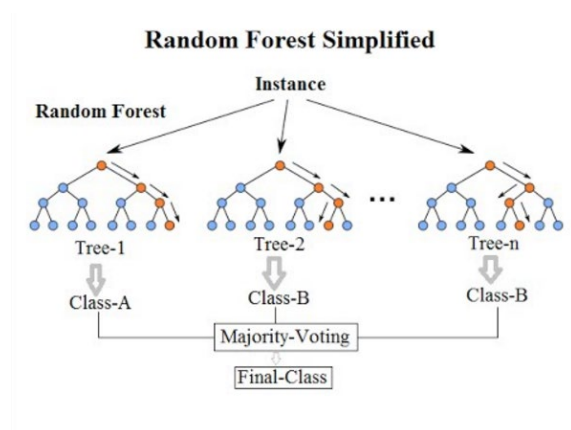 Random Forest Simplified
Instance
Random Forest
...
Tree-1
Tree-2
Tree-n
Class-A
Class-B
Class-B
Majority-Voting
Final-Class